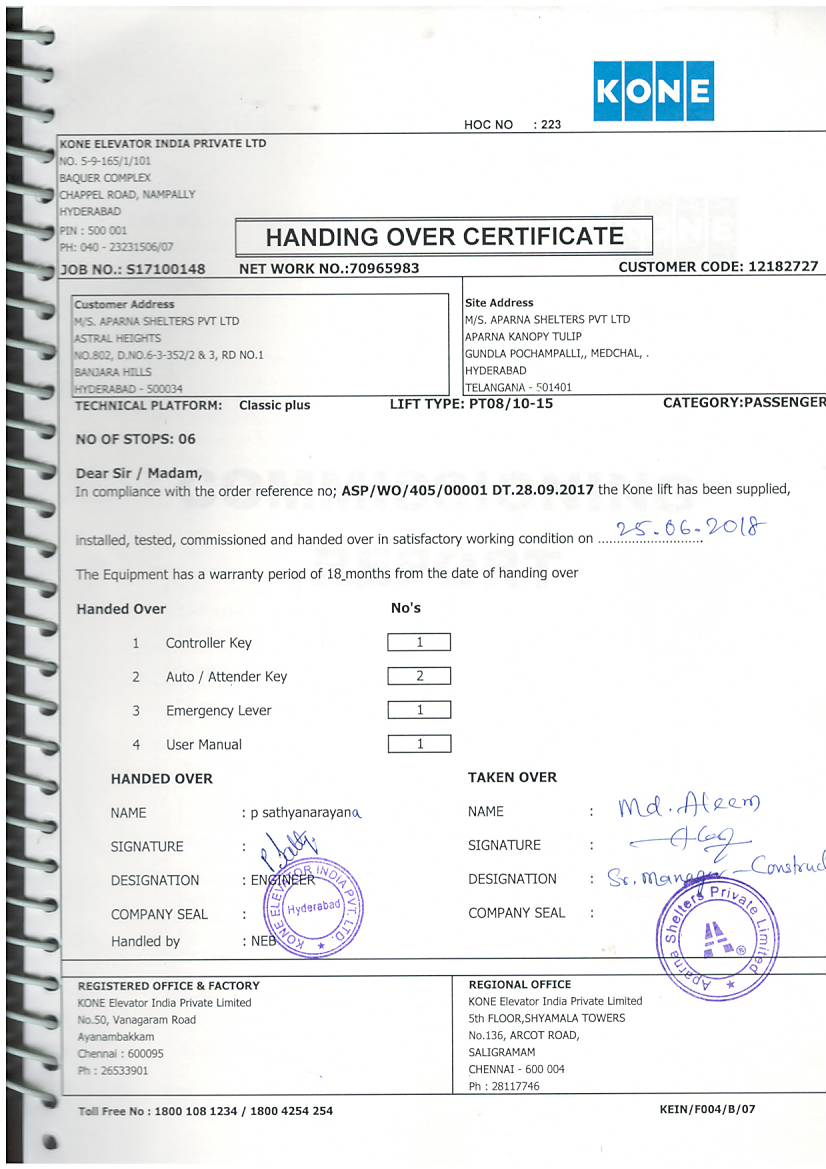 KONE
HOC NO : 223
KONE ELEVATOR INDIA PRIVATE LTD
NO. 5-9-165/1/101
BAQUER COMPLEX
CHAPPEL ROAD, NAMPALLY
HYDERABAD
PIN : 500 001
PH: 040 - 23231506/07
HANDING OVER CERTIFICATE
JOB NO.: S17100148 NET WORK NO.:70965983 CUSTOMER CODE: 12182727
Customer Address
M/S. APARNA SHELTERS PVT LTD
ASTRAL HEIGHTS
NO.802, D.NO.6-3-352/2 & 3, RD NO.1
BANJARA HILLS
HYDERABAD - 500034
Site Address
M/S. APARNA SHELTERS PVT LTD
APARNA KANOPY TULIP
GUNDLA POCHAMPALLI,, MEDCHAL, .
HYDERABAD
TELANGANA - 501401
TECHNICAL PLATFORM: Classic plus LIFT TYPE: PT08/10-15 CATEGORY:PASSENGER
NO OF STOPS: 06
Dear Sir / Madam,
In compliance with the order reference no; ASP/WO/405/00001 DT.28.09.2017 the Kone lift has been supplied,
installed, tested, commissioned and handed over in satisfactory working condition on 25.06.2018
The Equipment has a warranty period of 18_months from the date of handing over
Handed Over No's
1 Controller Key 1
2 Auto / Attender Key 2
3 Emergency Lever 1
4 User Manual 1
HANDED OVER
NAME : p sathyanarayana
SIGNATURE : P. Saty
DESIGNATION : ENGINEER
COMPANY SEAL :
Handled by : NEB
KONE ELEVATOR INDIA PVT. LTD.
Hyderabad
TAKEN OVER
NAME : Md. Aleem
SIGNATURE :
DESIGNATION : Sr. Manager - Construc
COMPANY SEAL :
Aparna Shelters Private Limited
REGISTERED OFFICE & FACTORY
KONE Elevator India Private Limited
No.50, Vanagaram Road
Ayanambakkam
Chennai : 600095
Ph : 26533901
REGIONAL OFFICE
KONE Elevator India Private Limited
5th FLOOR,SHYAMALA TOWERS
No.136, ARCOT ROAD,
SALIGRAMAM
CHENNAI - 600 004
Ph : 28117746
Toll Free No : 1800 108 1234 / 1800 4254 254 KEIN/F004/B/07